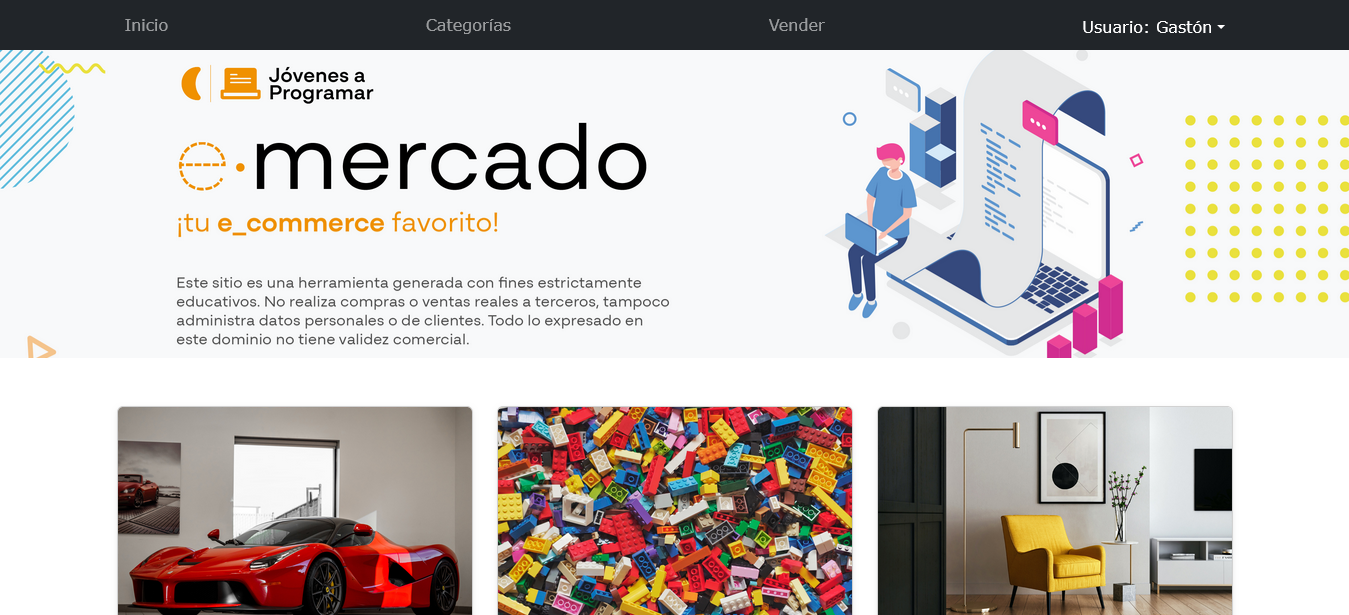 Inicio
Categorías
Vender
Usuario: Gastón
Jóvenes a
Programar
e·mercado
¡tu e_commerce favorito!
Este sitio es una herramienta generada con fines estrictamente
educativos. No realiza compras o ventas reales a terceros, tampoco
administra datos personales o de clientes. Todo lo expresado en
este dominio no tiene validez comercial.